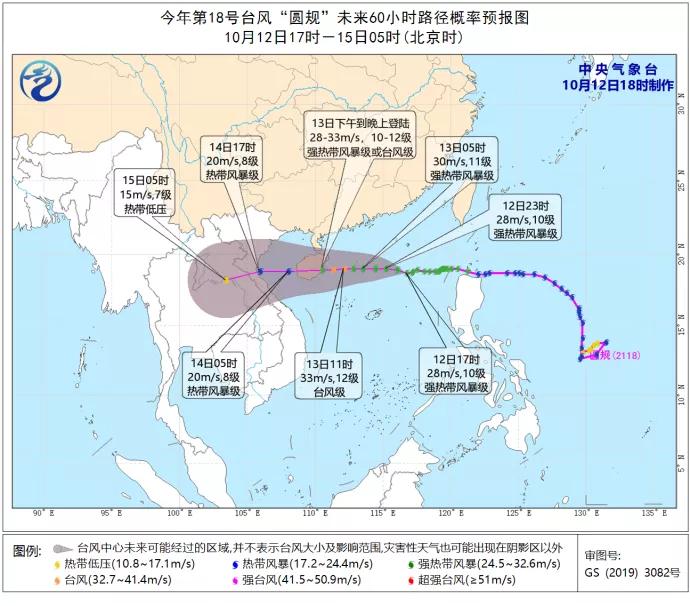 今年第18号台风“圆规”未来60小时路径概率预报图
10月12日17时－15日05时(北京时)
中央气象台
10月12日18时制作
13日下午到晚上登陆
28-33m/s，10-12级
强热带风暴级或台风级
14日17时
20m/s,8级
热带风暴级
13日05时
30m/s,11级
强热带风暴级
15日05时
15m/s,7级
热带低压
12日23时
28m/s,10级
强热带风暴级
14日05时
20m/s,8级
热带风暴级
13日11时
33m/s,12级
台风级
12日17时
28m/s,10级
强热带风暴级
圆规(2118)
30°N
25°N
20°N
15°N
10°N
5°N
90°E
95°E
100°E
105°E
110°E
115°E
120°E
125°E
130°E
135°E
图例:
台风中心未来可能经过的区域,并不表示台风大小及影响范围,灾害性天气也可能出现在阴影区以外
热带低压(10.8~17.1m/s)
热带风暴(17.2~24.4m/s)
强热带风暴(24.5~32.6m/s)
台风(32.7~41.4m/s)
强台风(41.5~50.9m/s)
超强台风(≥51m/s)
审图号:
GS (2019) 3082号